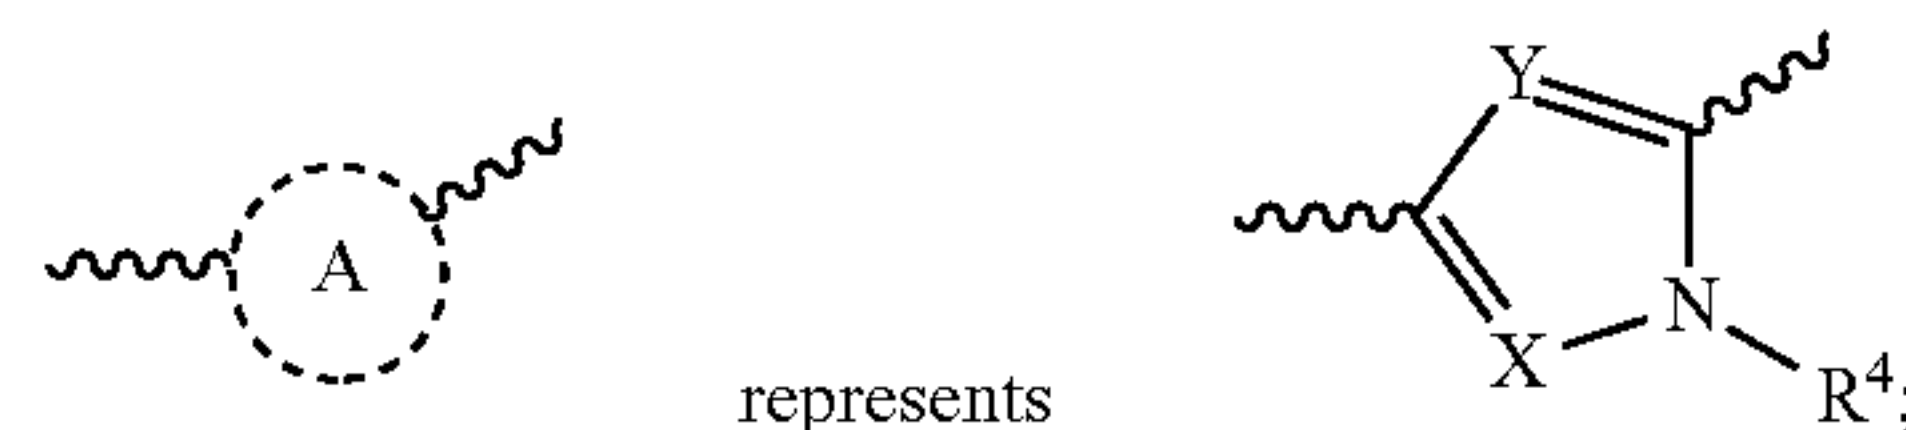 Y
A
N
X
represents
R⁴;